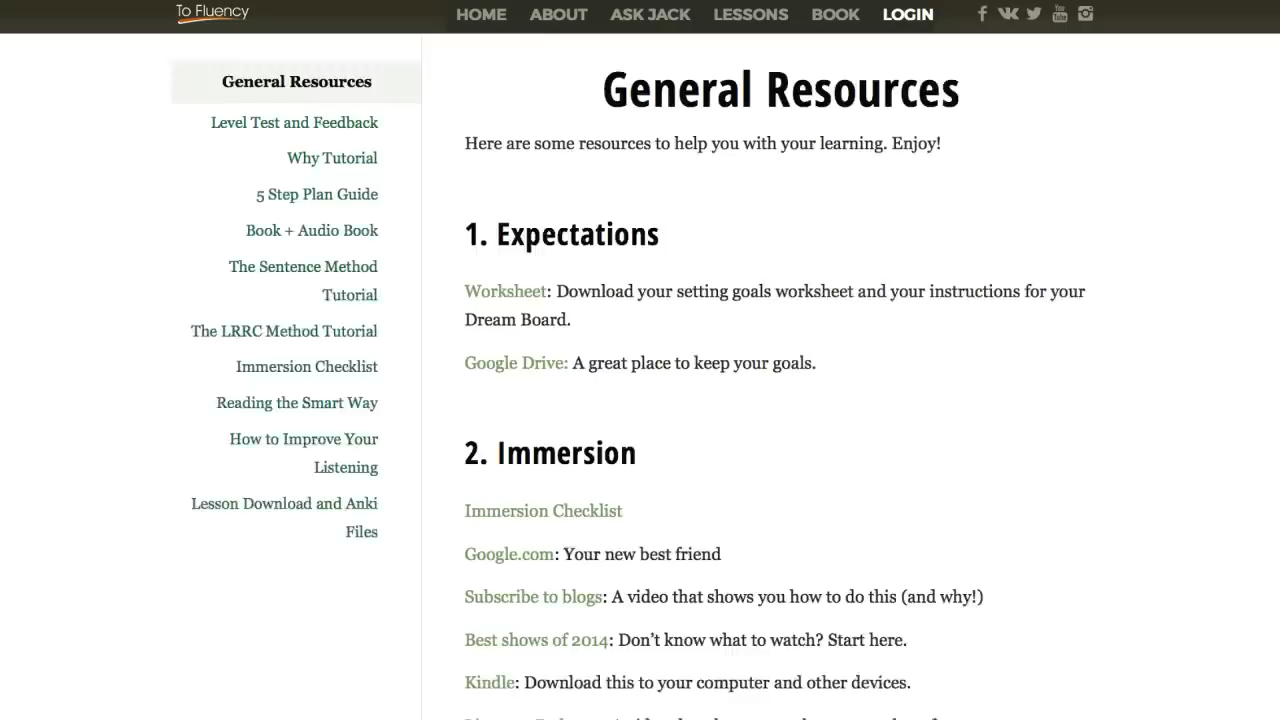 To Fluency
HOME ABOUT ASK JACK LESSONS BOOK LOGIN
General Resources
Level Test and Feedback
Why Tutorial
5 Step Plan Guide
Book + Audio Book
The Sentence Method
Tutorial
The LRRC Method Tutorial
Immersion Checklist
Reading the Smart Way
How to Improve Your
Listening
Lesson Download and Anki
Files
General Resources
Here are some resources to help you with your learning. Enjoy!
1. Expectations
Worksheet: Download your setting goals worksheet and your instructions for your
Dream Board.
Google Drive: A great place to keep your goals.
2. Immersion
Immersion Checklist
Google.com: Your new best friend
Subscribe to blogs: A video that shows you how to do this (and why!)
Best shows of 2014: Don't know what to watch? Start here.
Kindle: Download this to your computer and other devices.